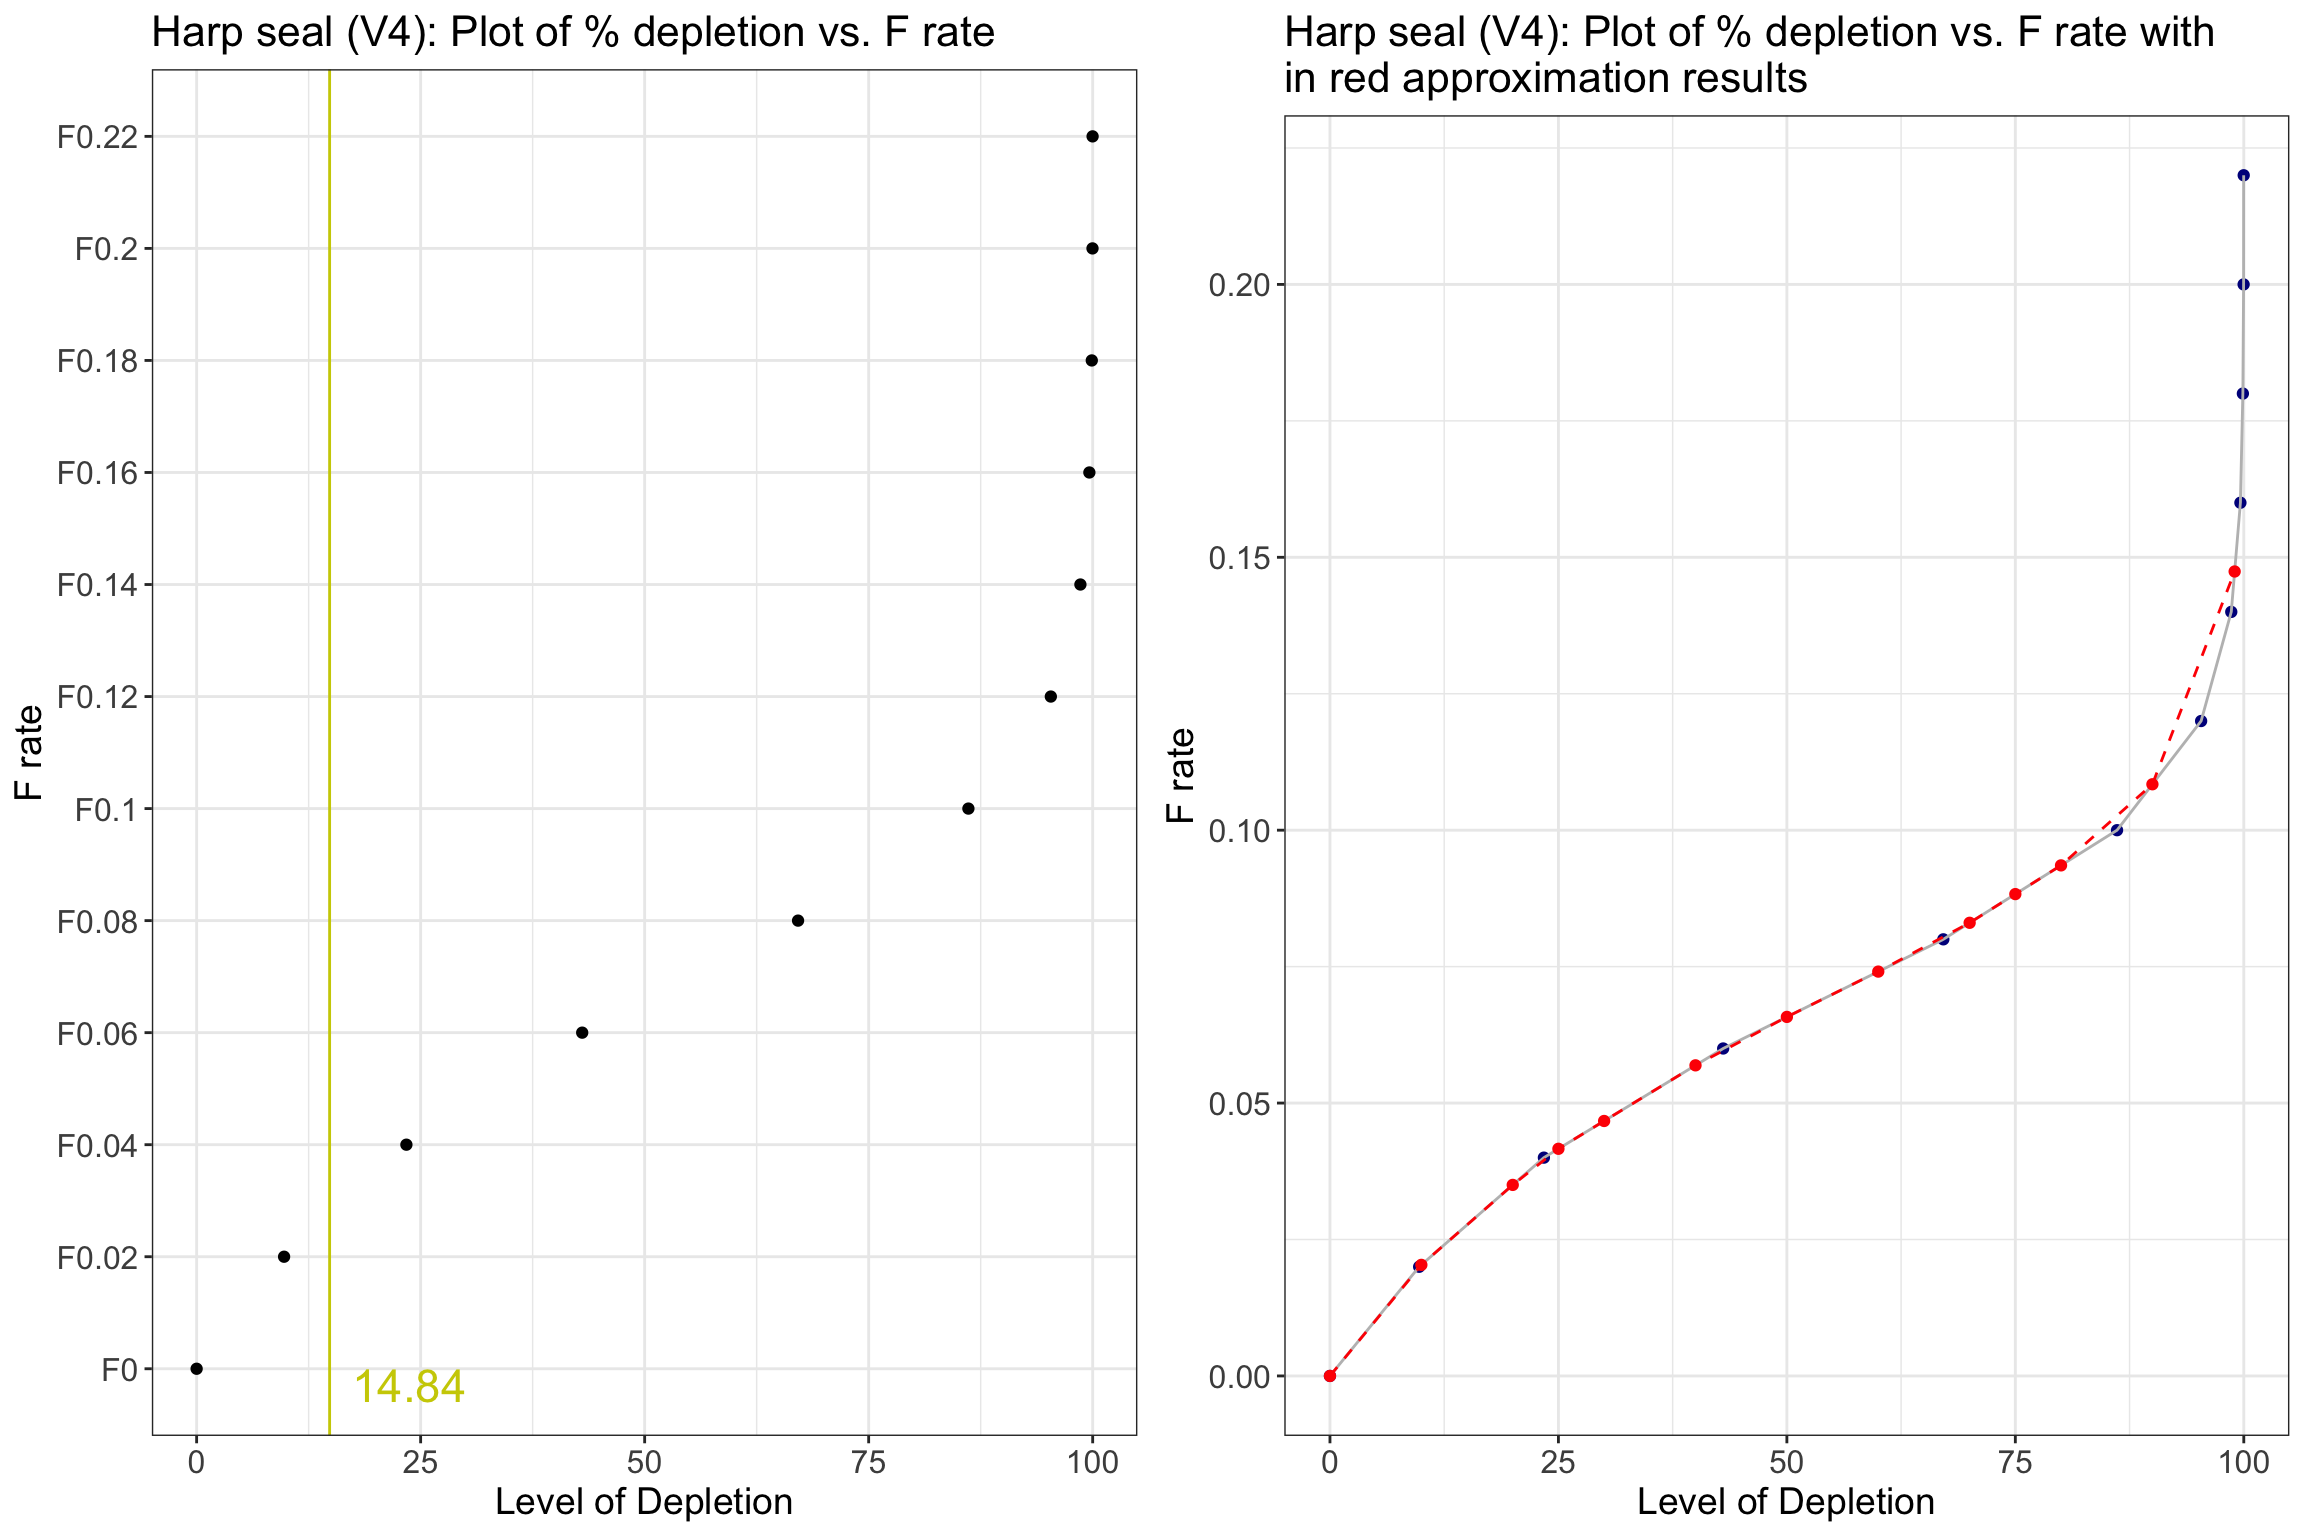 Harp seal (V4): Plot of % depletion vs. F rate
F0.22
F0.2
F0.18
F0.16
F0.14
F0.12
F0.1
F0.08
F0.06
F0.04
F0.02
F0
F rate
14.84
0 25 50 75 100
Level of Depletion
Harp seal (V4): Plot of % depletion vs. F rate with
in red approximation results
0.20
0.15
0.10
0.05
0.00
F rate
0 25 50 75 100
Level of Depletion